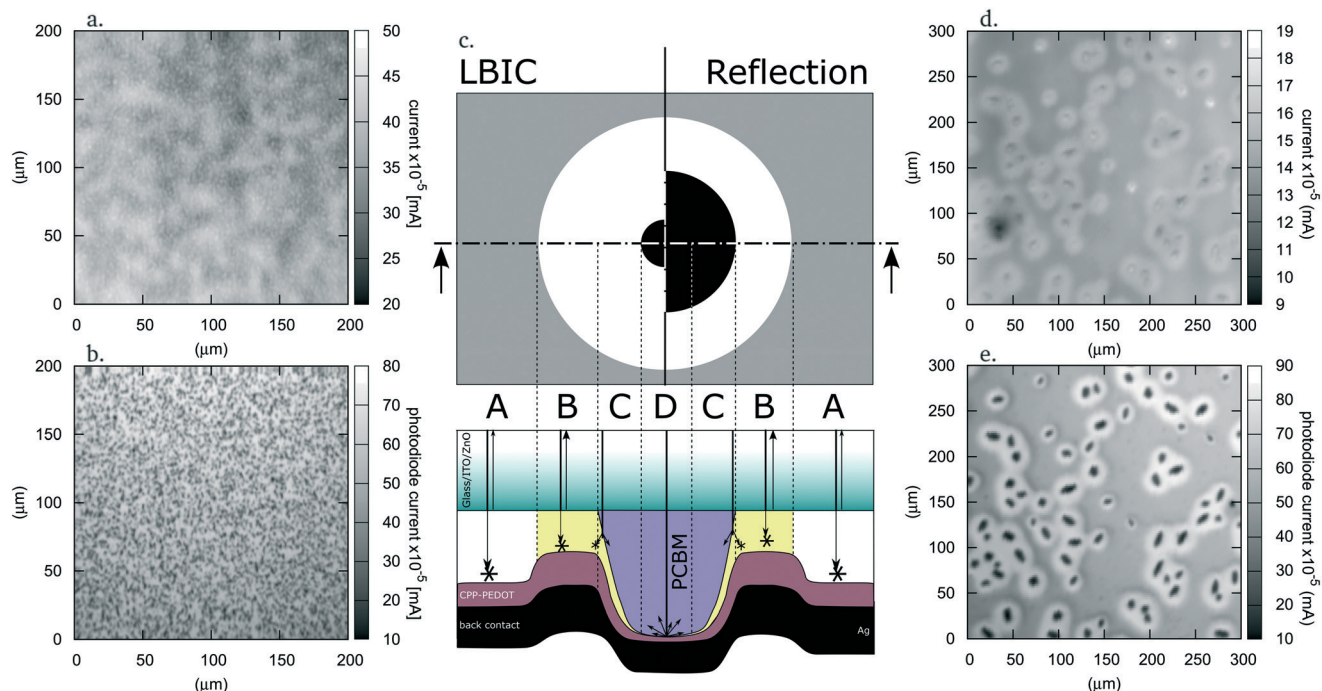 a.
200
150
100
50
0
(μm)
0 50 100 150 200
(μm)
50
45
40
35
30
25
20
current x10⁻⁵ [mA]
b.
200
150
100
50
0
(μm)
0 50 100 150 200
(μm)
80
70
60
50
40
30
20
10
photodiode current x10⁻⁵ [mA]
c.
LBIC Reflection
A B C D C B A
Glass/ITO/ZnO
PCBM
CPP-PEDOT
back contact Ag
d.
300
250
200
150
100
50
0
(μm)
0 50 100 150 200 250 300
(μm)
19
18
17
16
15
14
13
12
11
10
9
current x10⁻⁵ (mA)
e.
300
250
200
150
100
50
0
(μm)
0 50 100 150 200 250 300
(μm)
90
80
70
60
50
40
30
20
10
photodiode current x10⁻⁵ (mA)